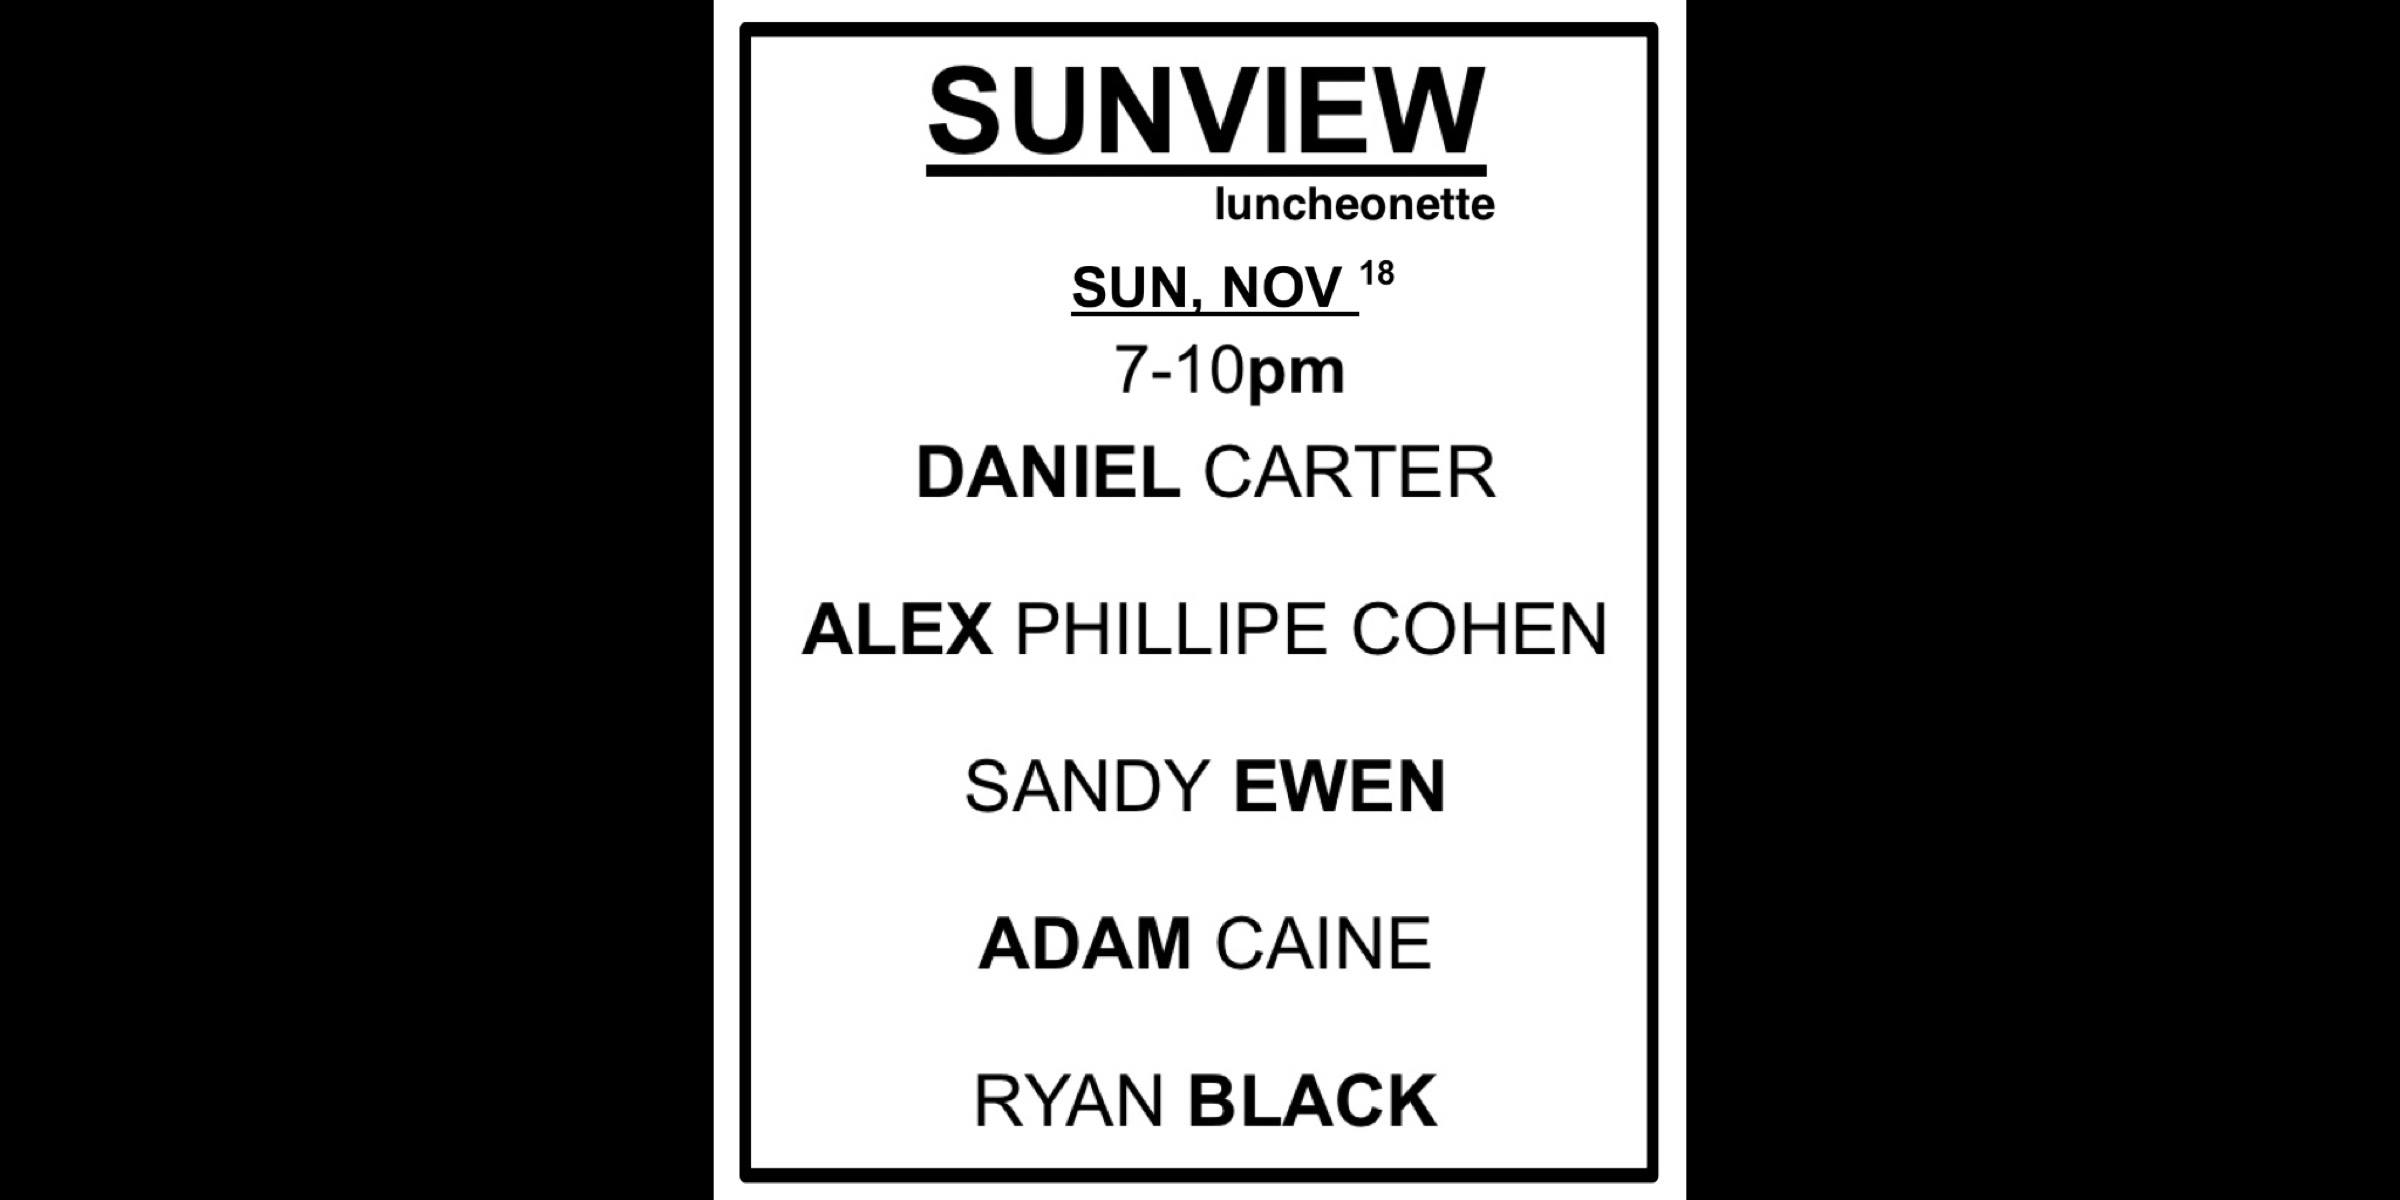 SUNVIEW
luncheonette
SUN, NOV 18
7-10pm
DANIEL CARTER
ALEX PHILLIPE COHEN
SANDY EWEN
ADAM CAINE
RYAN BLACK